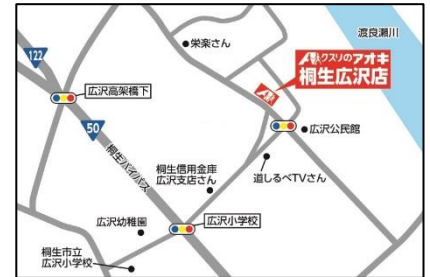 渡良瀬川
栄楽さん
クスリのアオキ
桐生広沢店
122
広沢高架橋下
50
広沢公民館
桐生バイパス
道しるべTVさん
桐生信用金庫
広沢支店さん
広沢幼稚園
広沢小学校
桐生市立
広沢小学校